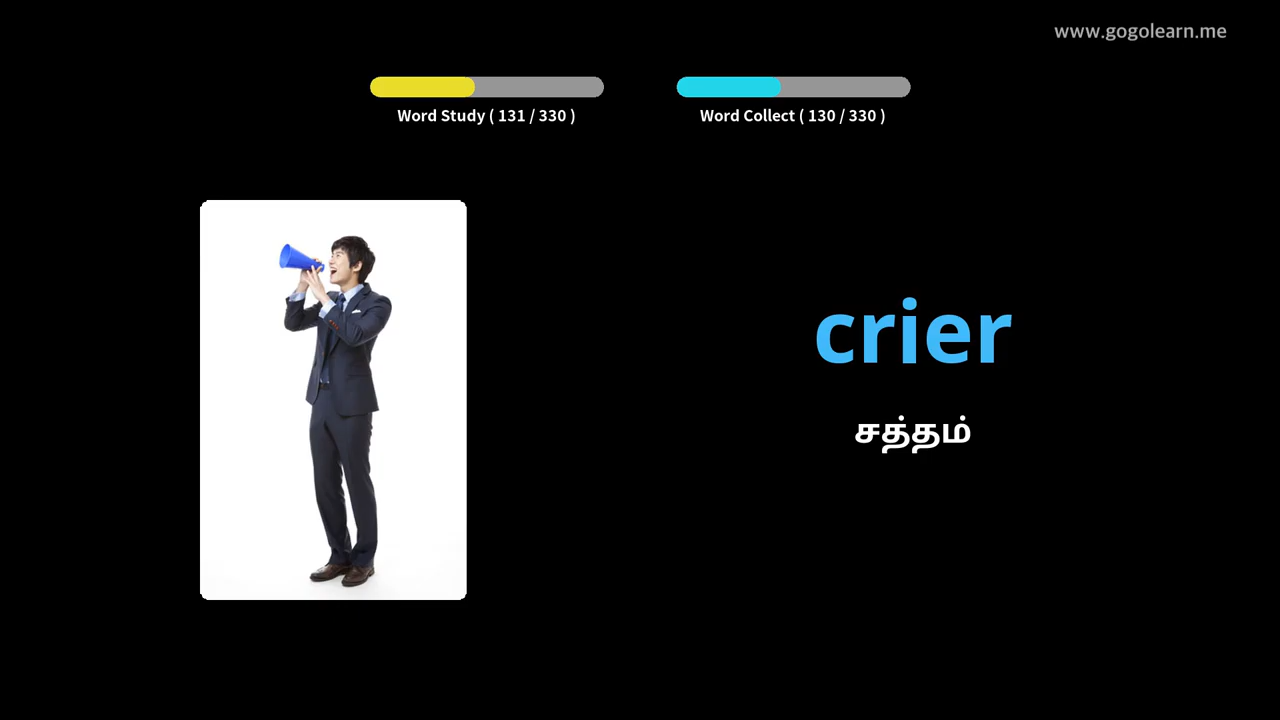 www.gogolearn.me
Word Study ( 131 / 330 )
Word Collect ( 130 / 330 )
crier
சத்தம்